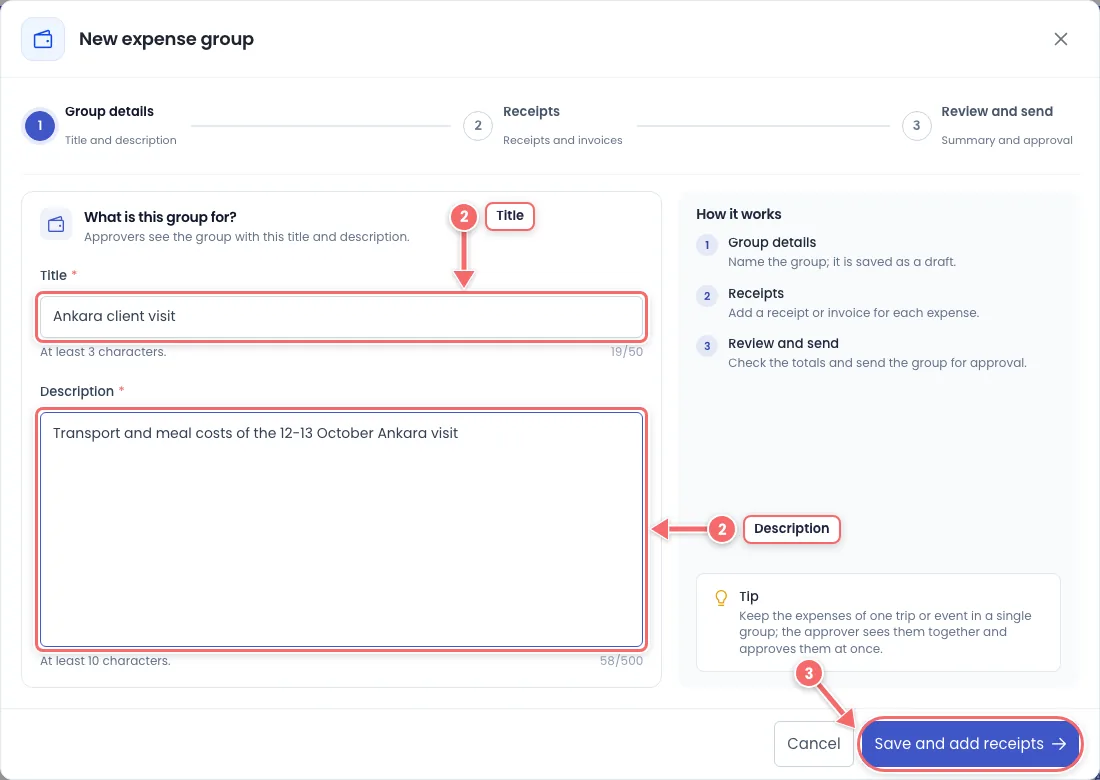 New expense group
1
Group details
Title and description
2
Receipts
Receipts and invoices
3
Review and send
Summary and approval
What is this group for?
Approvers see the group with this title and description.
2
Title
Title *
Ankara client visit
At least 3 characters.
19/50
Description *
Transport and meal costs of the 12-13 October Ankara visit
2
Description
At least 10 characters.
58/500
How it works
1
Group details
Name the group; it is saved as a draft.
2
Receipts
Add a receipt or invoice for each expense.
3
Review and send
Check the totals and send the group for approval.
Tip
Keep the expenses of one trip or event in a single
group; the approver sees them together and
approves them at once.
3
Cancel
Save and add receipts →